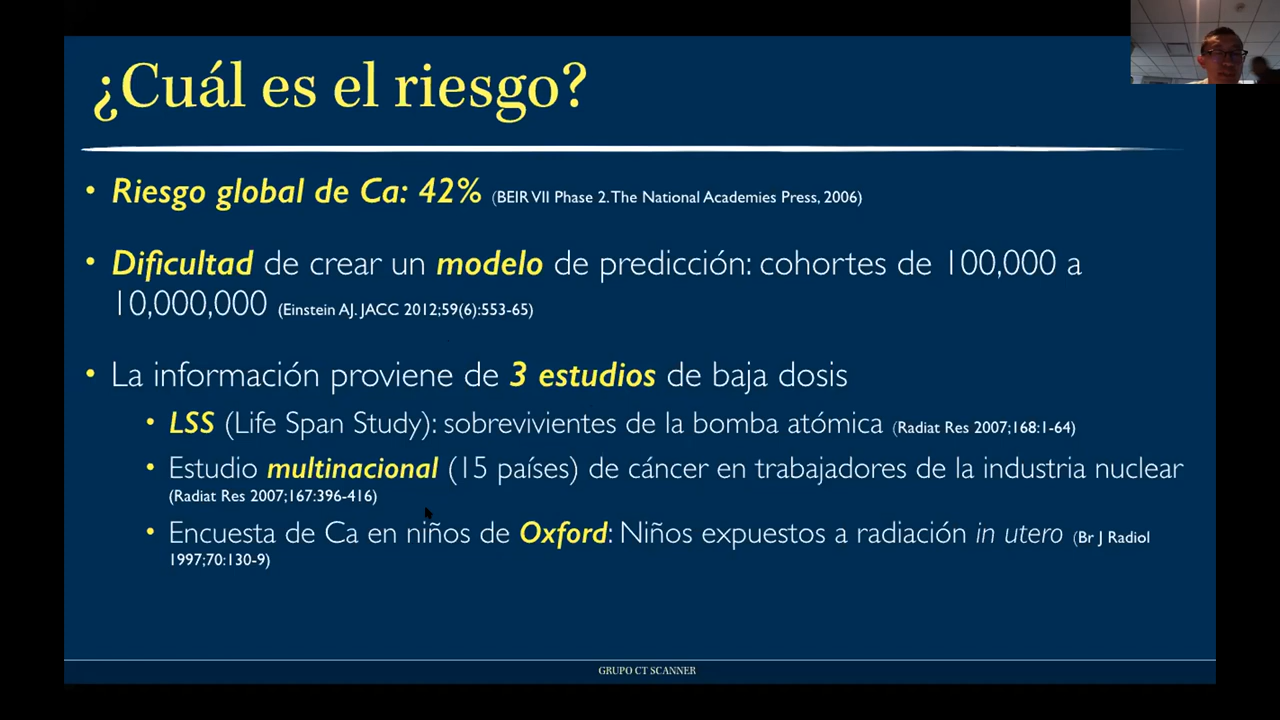 ¿Cuál es el riesgo?
• Riesgo global de Ca: 42% (BEIR VII Phase 2. The National Academies Press, 2006)
• Dificultad de crear un modelo de predicción: cohortes de 100,000 a
10,000,000 (Einstein AJ. JACC 2012;59(6):553-65)
• La información proviene de 3 estudios de baja dosis
• LSS (Life Span Study): sobrevivientes de la bomba atómica (Radiat Res 2007;168:1-64)
• Estudio multinacional (15 países) de cáncer en trabajadores de la industria nuclear
(Radiat Res 2007;167:396-416)
• Encuesta de Ca en niños de Oxford: Niños expuestos a radiación in utero (Br J Radiol
1997;70:130-9)
GRUPO CT SCANNER